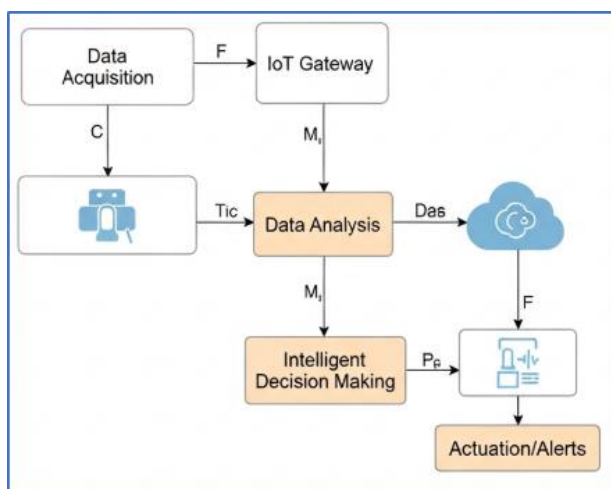 Data
Acquisition
F
IoT Gateway
C
M,
Tic
Data Analysis
Das
M,
F
Intelligent
Decision Making
Actuation/Alerts